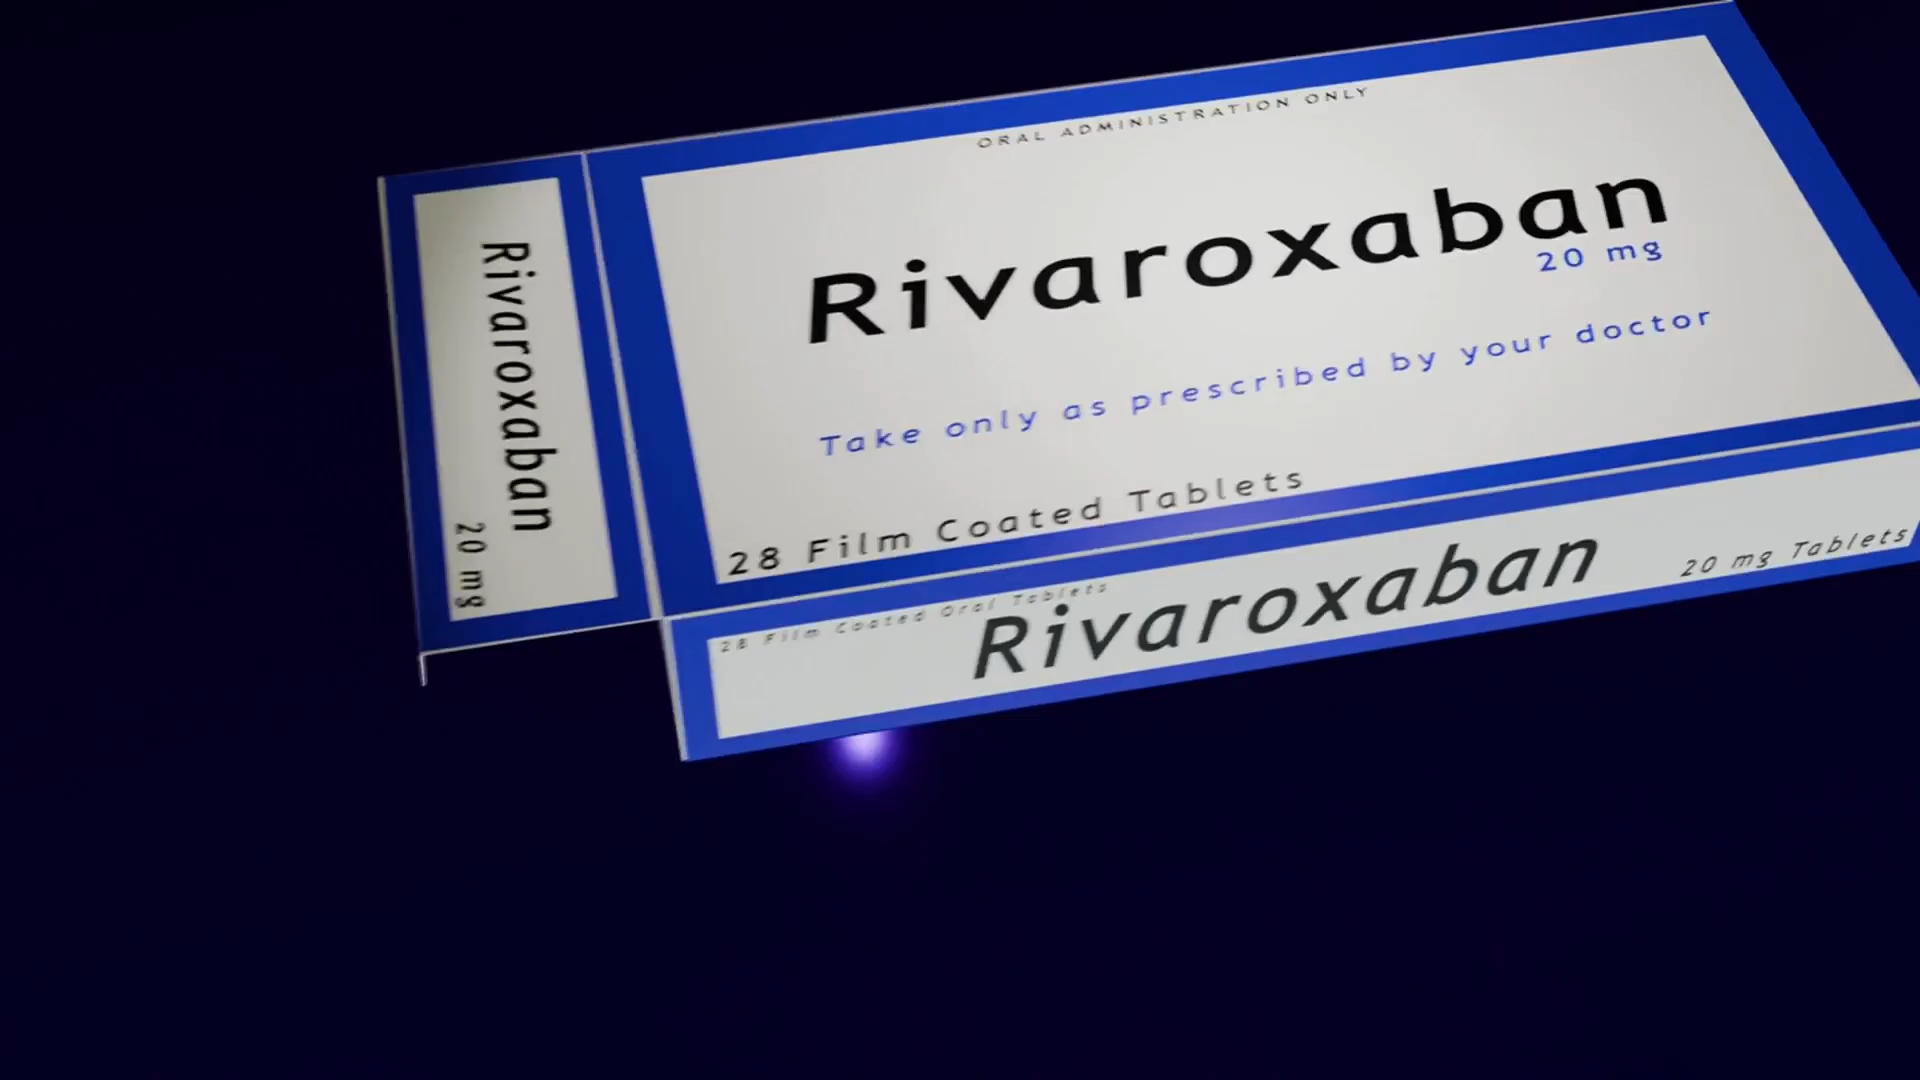 ORAL ADMINISTRATION ONLY
Rivaroxaban
20 mg
Take only as prescribed by your doctor
28 Film Coated Tablets
Rivaroxaban
20 mg
28 Film Coated Oral Tablets
Rivaroxaban
20 mg Tablets